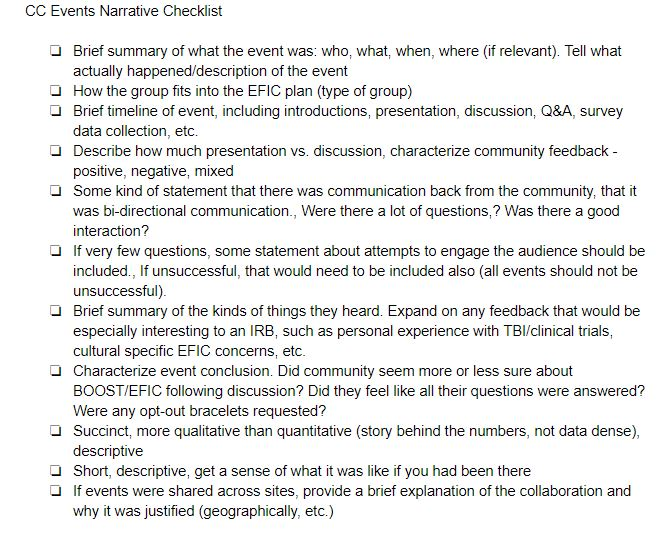 CC Events Narrative Checklist
❏ Brief summary of what the event was: who, what, when, where (if relevant). Tell what
actually happened/description of the event
❏ How the group fits into the EFIC plan (type of group)
❏ Brief timeline of event, including introductions, presentation, discussion, Q&A, survey
data collection, etc.
❏ Describe how much presentation vs. discussion, characterize community feedback -
positive, negative, mixed
❏ Some kind of statement that there was communication back from the community, that it
was bi-directional communication., Were there a lot of questions,? Was there a good
interaction?
❏ If very few questions, some statement about attempts to engage the audience should be
included., If unsuccessful, that would need to be included also (all events should not be
unsuccessful).
❏ Brief summary of the kinds of things they heard. Expand on any feedback that would be
especially interesting to an IRB, such as personal experience with TBI/clinical trials,
cultural specific EFIC concerns, etc.
❏ Characterize event conclusion. Did community seem more or less sure about
BOOST/EFIC following discussion? Did they feel like all their questions were answered?
Were any opt-out bracelets requested?
❏ Succinct, more qualitative than quantitative (story behind the numbers, not data dense),
descriptive
❏ Short, descriptive, get a sense of what it was like if you had been there
❏ If events were shared across sites, provide a brief explanation of the collaboration and
why it was justified (geographically, etc.)